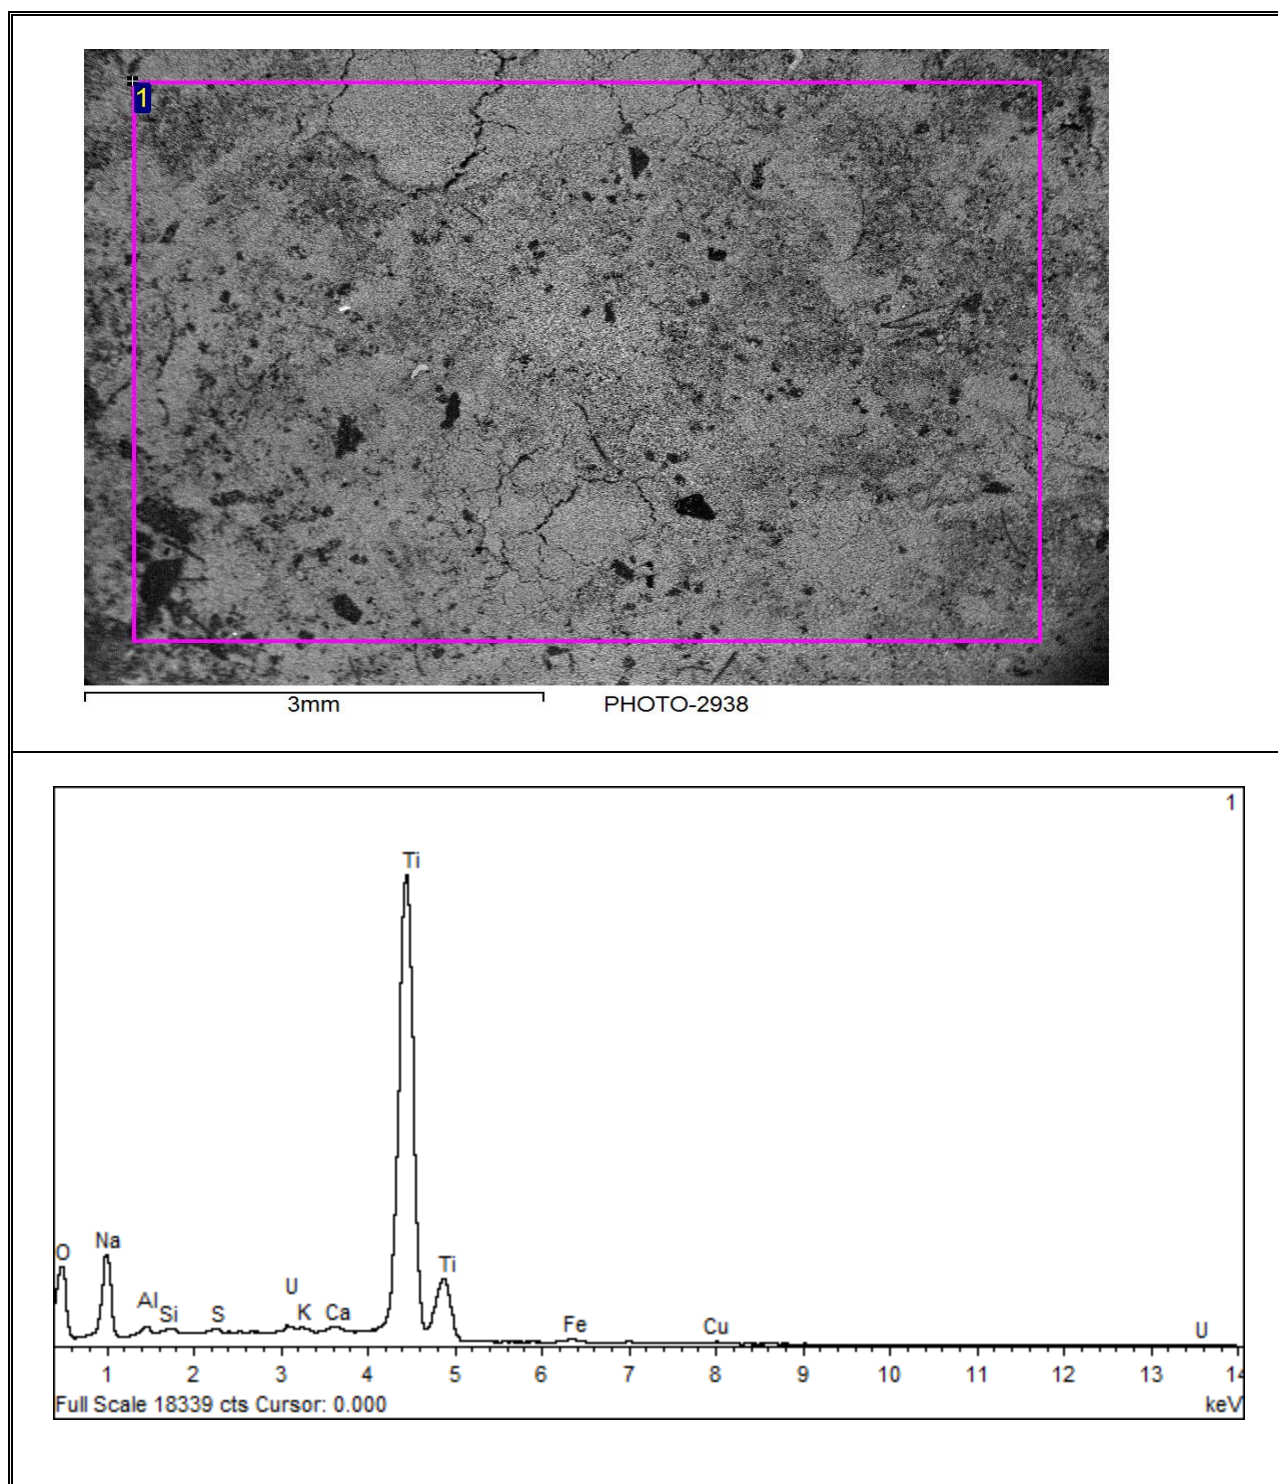 1
3mm PHOTO-2938
1
Ti
O Na Al Si S U K Ca Ti Fe Cu U
1 2 3 4 5 6 7 8 9 10 11 12 13 14
Full Scale 18339 cts Cursor: 0.000 keV